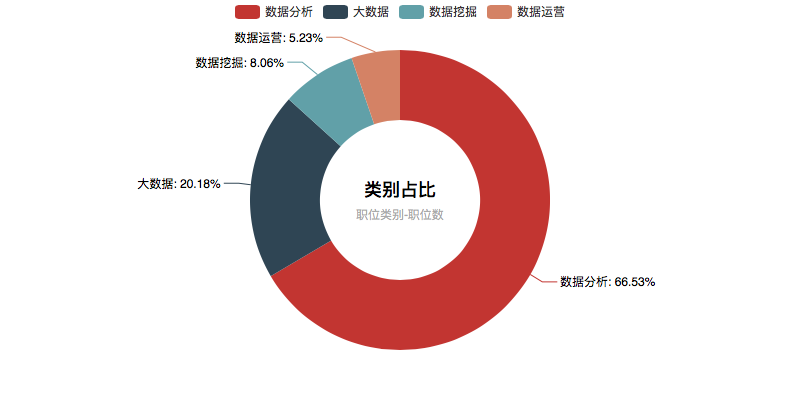 数据分析 大数据 数据挖掘 数据运营
数据运营: 5.23%
数据挖掘: 8.06%
大数据: 20.18%
类别占比
职位类别-职位数
数据分析: 66.53%